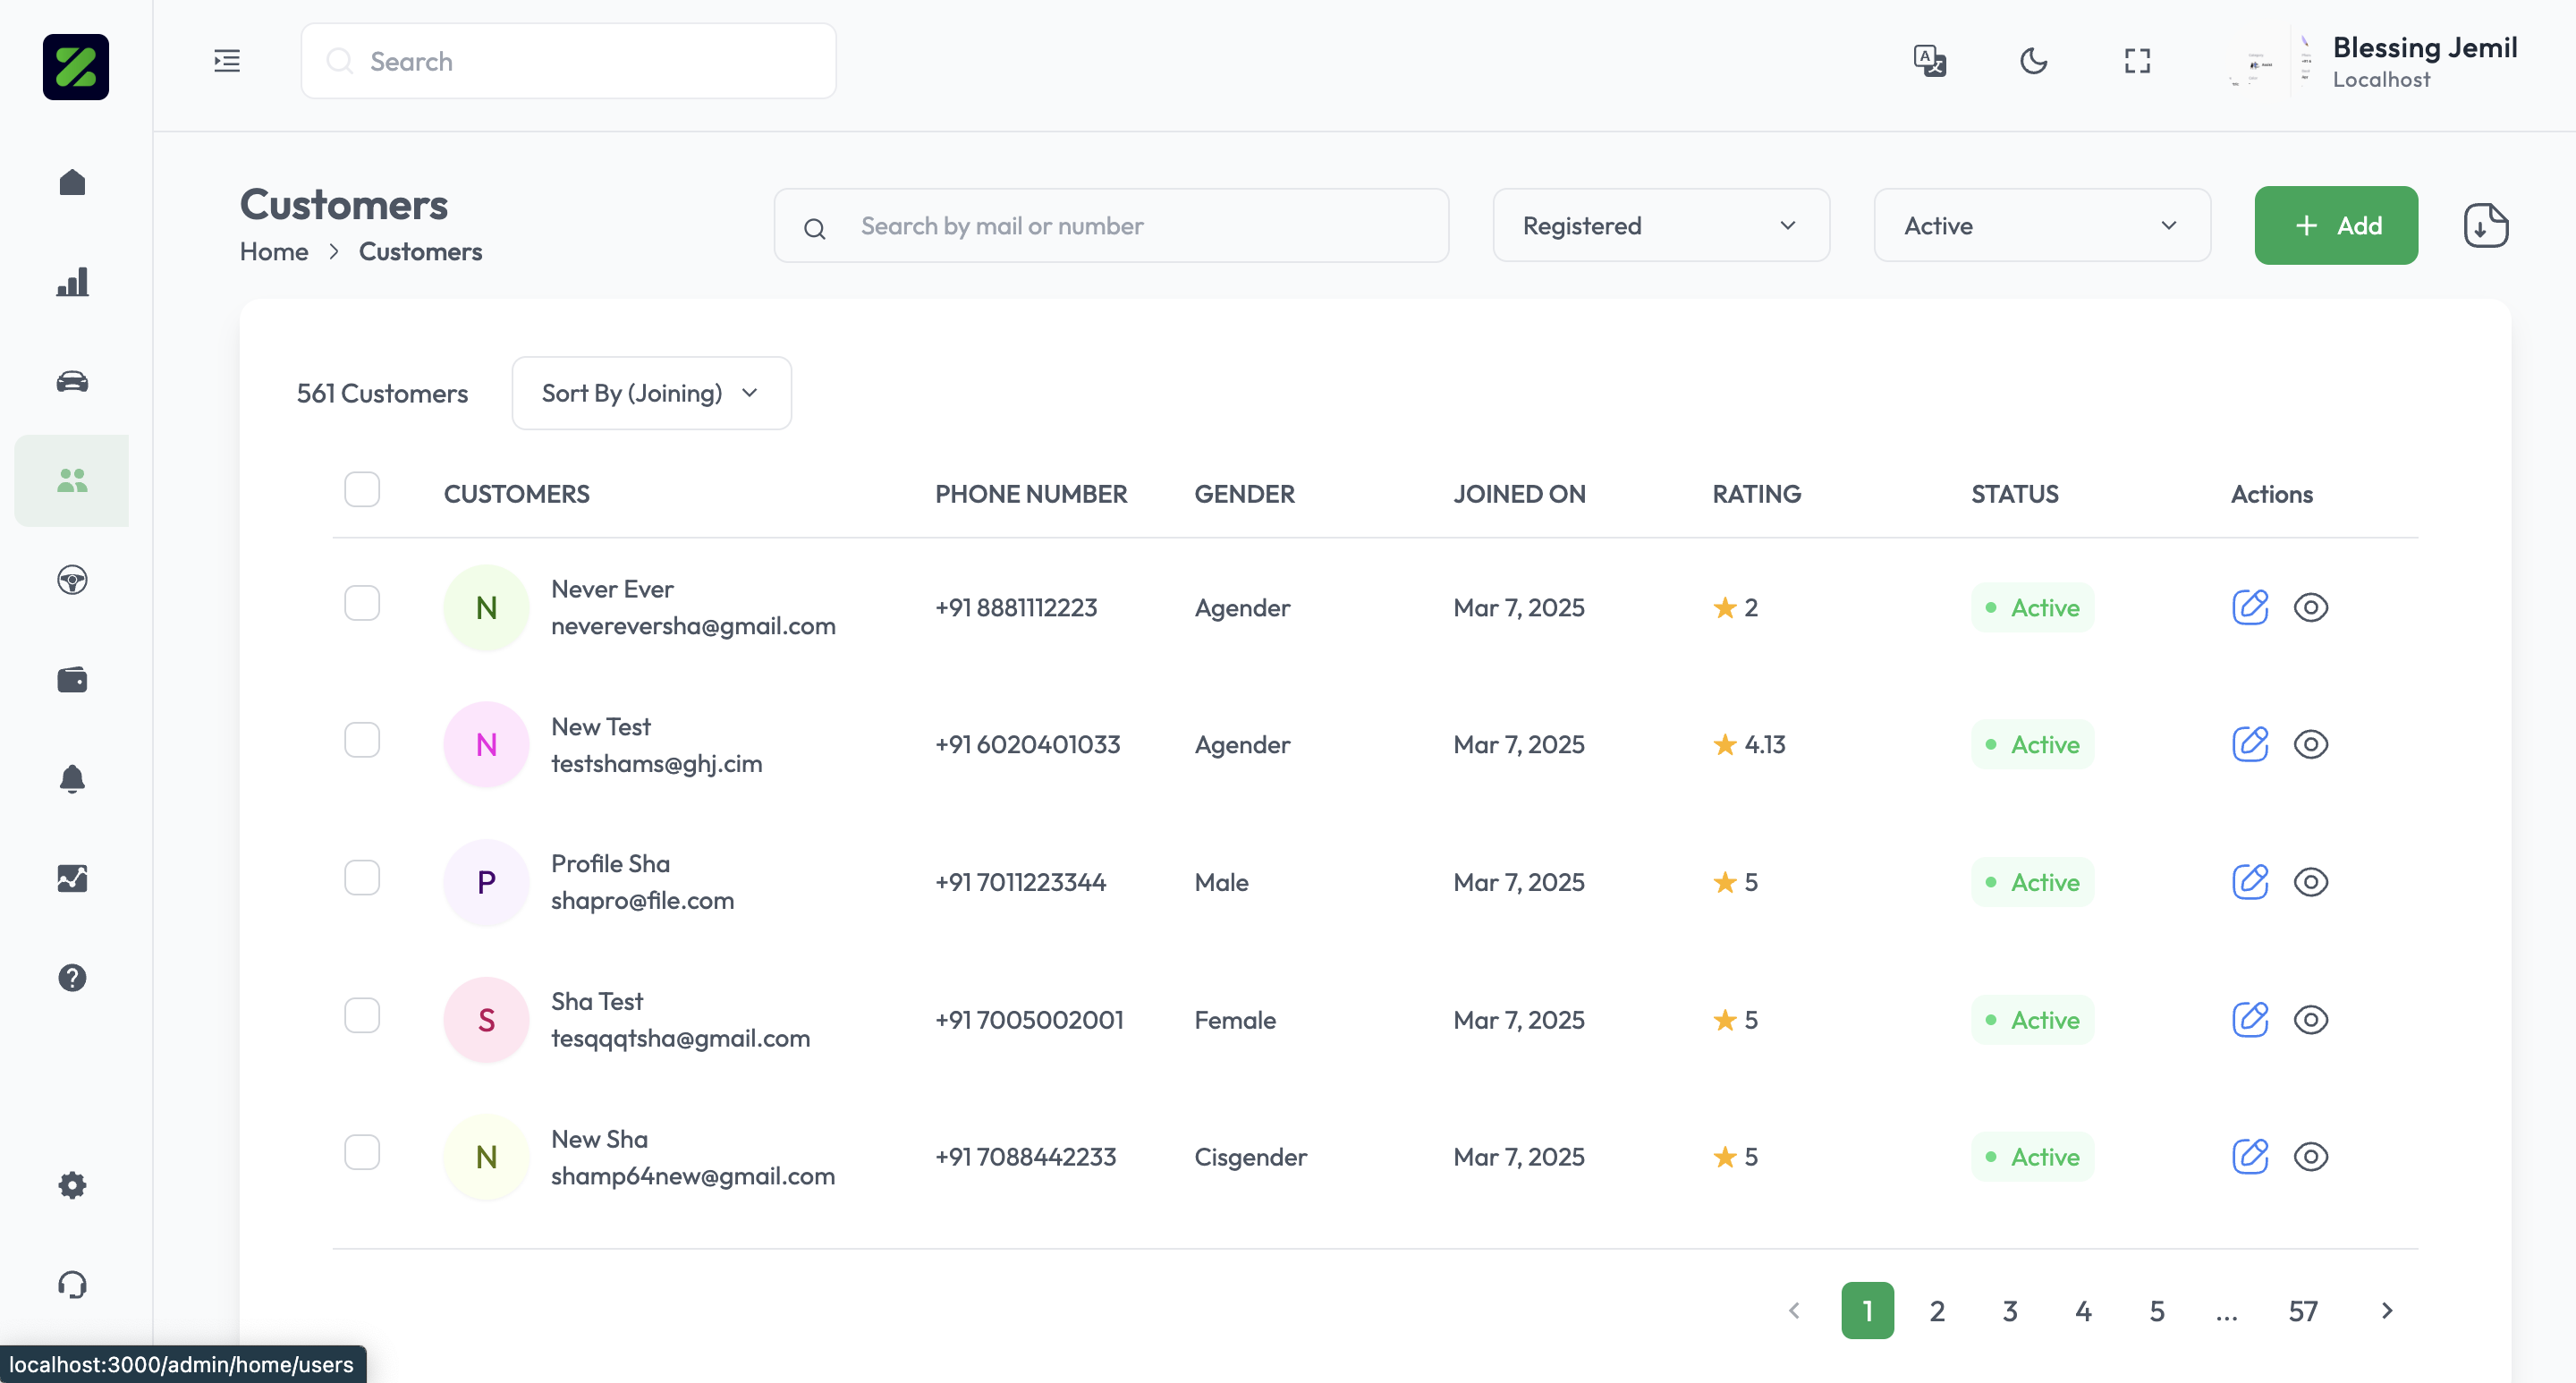 Search
Blessing Jemil
Localhost
Customers
Home > Customers
Search by mail or number
Registered
Active
+ Add
561 Customers
Sort By (Joining)
CUSTOMERS PHONE NUMBER GENDER JOINED ON RATING STATUS Actions
N Never Ever
nevereversha@gmail.com
+91 8881112223 Agender Mar 7, 2025 2 Active
N New Test
testshams@ghj.cim
+91 6020401033 Agender Mar 7, 2025 4.13 Active
P Profile Sha
shapro@file.com
+91 7011223344 Male Mar 7, 2025 5 Active
S Sha Test
tesqqqtsha@gmail.com
+91 7005002001 Female Mar 7, 2025 5 Active
N New Sha
shamp64new@gmail.com
+91 7088442233 Cisgender Mar 7, 2025 5 Active
1 2 3 4 5 ... 57
localhost:3000/admin/home/users